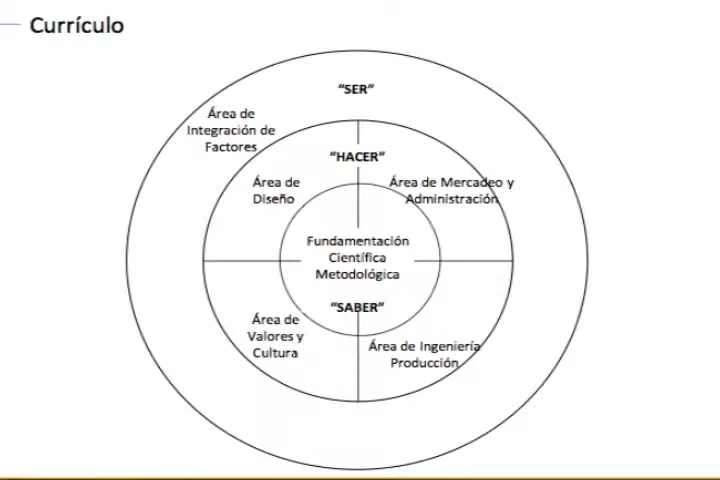 Currículo
“SER”
Área de
Integración de
Factores
“HACER”
Área de
Diseño
Área de Mercadeo y
Administración
Fundamentación
Científica
Metodológica
“SABER”
Área de
Valores y
Cultura
Área de Ingeniería
Producción